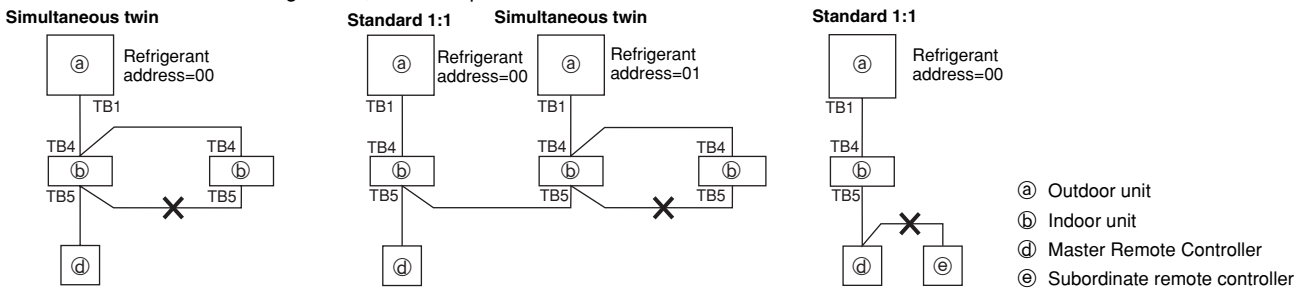 Simultaneous twin
ⓐ
Refrigerant
address=00
TB1
TB4
TB4
ⓑ
ⓑ
TB5
TB5
ⓓ
Standard 1:1
Simultaneous twin
ⓐ
Refrigerant
address=00
ⓐ
Refrigerant
address=01
TB1
TB1
TB4
TB4
TB4
ⓑ
ⓑ
ⓑ
TB5
TB5
TB5
ⓓ
Standard 1:1
ⓐ
Refrigerant
address=00
TB1
TB4
ⓑ
TB5
ⓓ
ⓔ
ⓐ Outdoor unit
ⓑ Indoor unit
ⓓ Master Remote Controller
ⓔ Subordinate remote controller